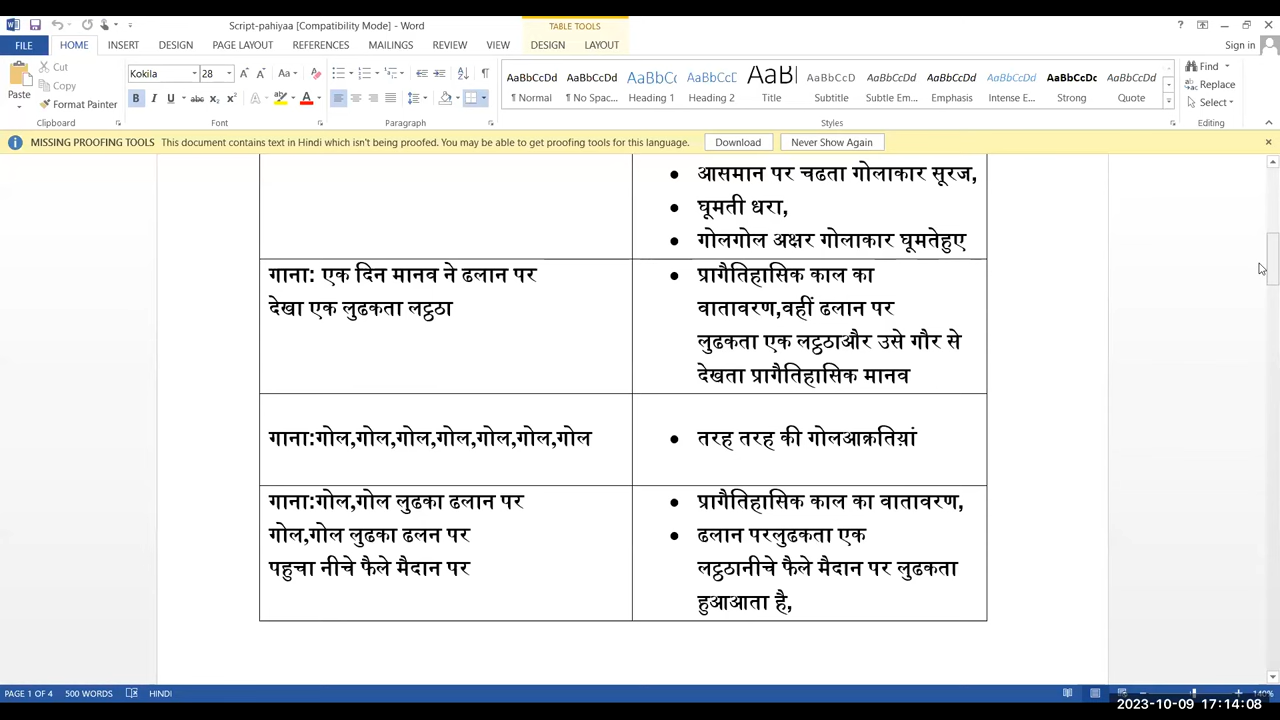 Script-pahiyaa [Compatibility Mode] - Word
TABLE TOOLS
FILE HOME INSERT DESIGN PAGE LAYOUT REFERENCES MAILINGS REVIEW VIEW DESIGN LAYOUT
Sign in
Paste
Cut
Copy
Format Painter
Clipboard
Kokila 28
Font
Paragraph
AaBbCcDd AaBbCcDd AaBbC AaBbCcE AaBl AaBbCcD AaBbCcDd AaBbCcDd AaBbCcDd AaBbCcDc AaBbCcDd
¶ Normal ¶ No Spac... Heading 1 Heading 2 Title Subtitle Subtle Em... Emphasis Intense E... Strong Quote
Styles
Find
Replace
Select
Editing
MISSING PROOFING TOOLS This document contains text in Hindi which isn't being proofed. You may be able to get proofing tools for this language. Download Never Show Again
• आसमान पर चढता गोलाकार सूरज,
• घूमती धरा,
• गोलगोल अक्षर गोलाकार घूमतेहुए
गाना: एक दिन मानव ने ढलान पर
देखा एक लुढकता लट्ठठा
• प्रागैतिहासिक काल का
वातावरण,वहीं ढलान पर
लुढकता एक लट्ठठाऔर उसे गौर से
देखता प्रागैतिहासिक मानव
गाना:गोल,गोल,गोल,गोल,गोल,गोल,गोल
• तरह तरह की गोलआक्रतिय़ां
गाना:गोल,गोल लुढका ढलान पर
गोल,गोल लुढका ढलन पर
पहुचा नीचे फैले मैदान पर
• प्रागैतिहासिक काल का वातावरण,
• ढलान परलुढकता एक
लट्ठठानीचे फैले मैदान पर लुढकता
हुआआता है,
PAGE 1 OF 4 500 WORDS HINDI
140%
2023-10-09 17:14:08